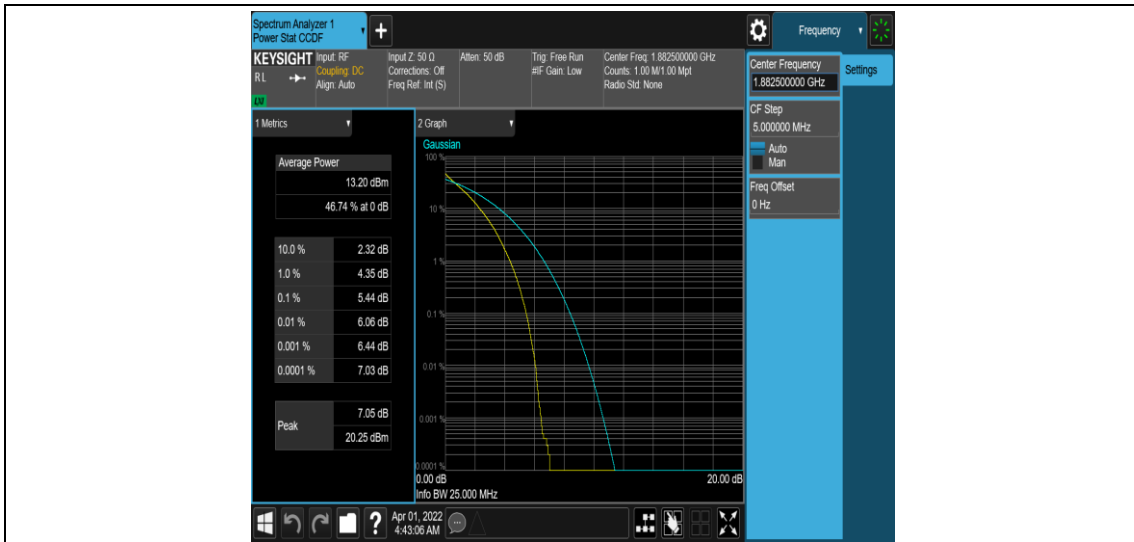 Spectrum Analyzer 1
Power Stat CCDF
+
Frequency
KEYSIGHT
RL
LXI
Input: RF
Coupling: DC
Align: Auto
Input Z: 50 Ω
Corrections: Off
Freq Ref: Int (S)
Atten: 50 dB
Trig: Free Run
#IF Gain: Low
Center Freq: 1.882500000 GHz
Counts: 1.00 M/1.00 Mpt
Radio Std: None
Center Frequency
1.882500000 GHz
Settings
CF Step
5.000000 MHz
Auto
Man
Freq Offset
0 Hz
1 Metrics
Average Power
13.20 dBm
46.74 % at 0 dB
10.0 % 2.32 dB
1.0 % 4.35 dB
0.1 % 5.44 dB
0.01 % 6.06 dB
0.001 % 6.44 dB
0.0001 % 7.03 dB
Peak 7.05 dB
20.25 dBm
2 Graph
Gaussian
100 %
10 %
1 %
0.1 %
0.01 %
0.001 %
0.0001 %
0.00 dB 20.00 dB
Info BW 25.000 MHz
?
Apr 01, 2022
4:43:06 AM